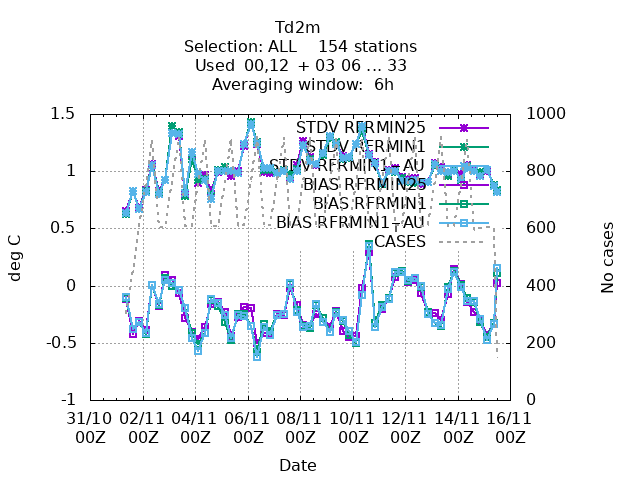 Td2m
Selection: ALL    154 stations
Used  00,12  + 03 06 ... 33
Averaging window:  6h
1.5
1
0.5
0
-0.5
-1
1000
800
600
400
200
0
deg C
No cases
STDV RFRMIN25
STDV RFRMIN1
STDV RFRMIN1-AU
BIAS RFRMIN25
BIAS RFRMIN1
BIAS RFRMIN1-AU
CASES
31/10 02/11 04/11 06/11 08/11 10/11 12/11 14/11 16/11
00Z 00Z 00Z 00Z 00Z 00Z 00Z 00Z 00Z
Date